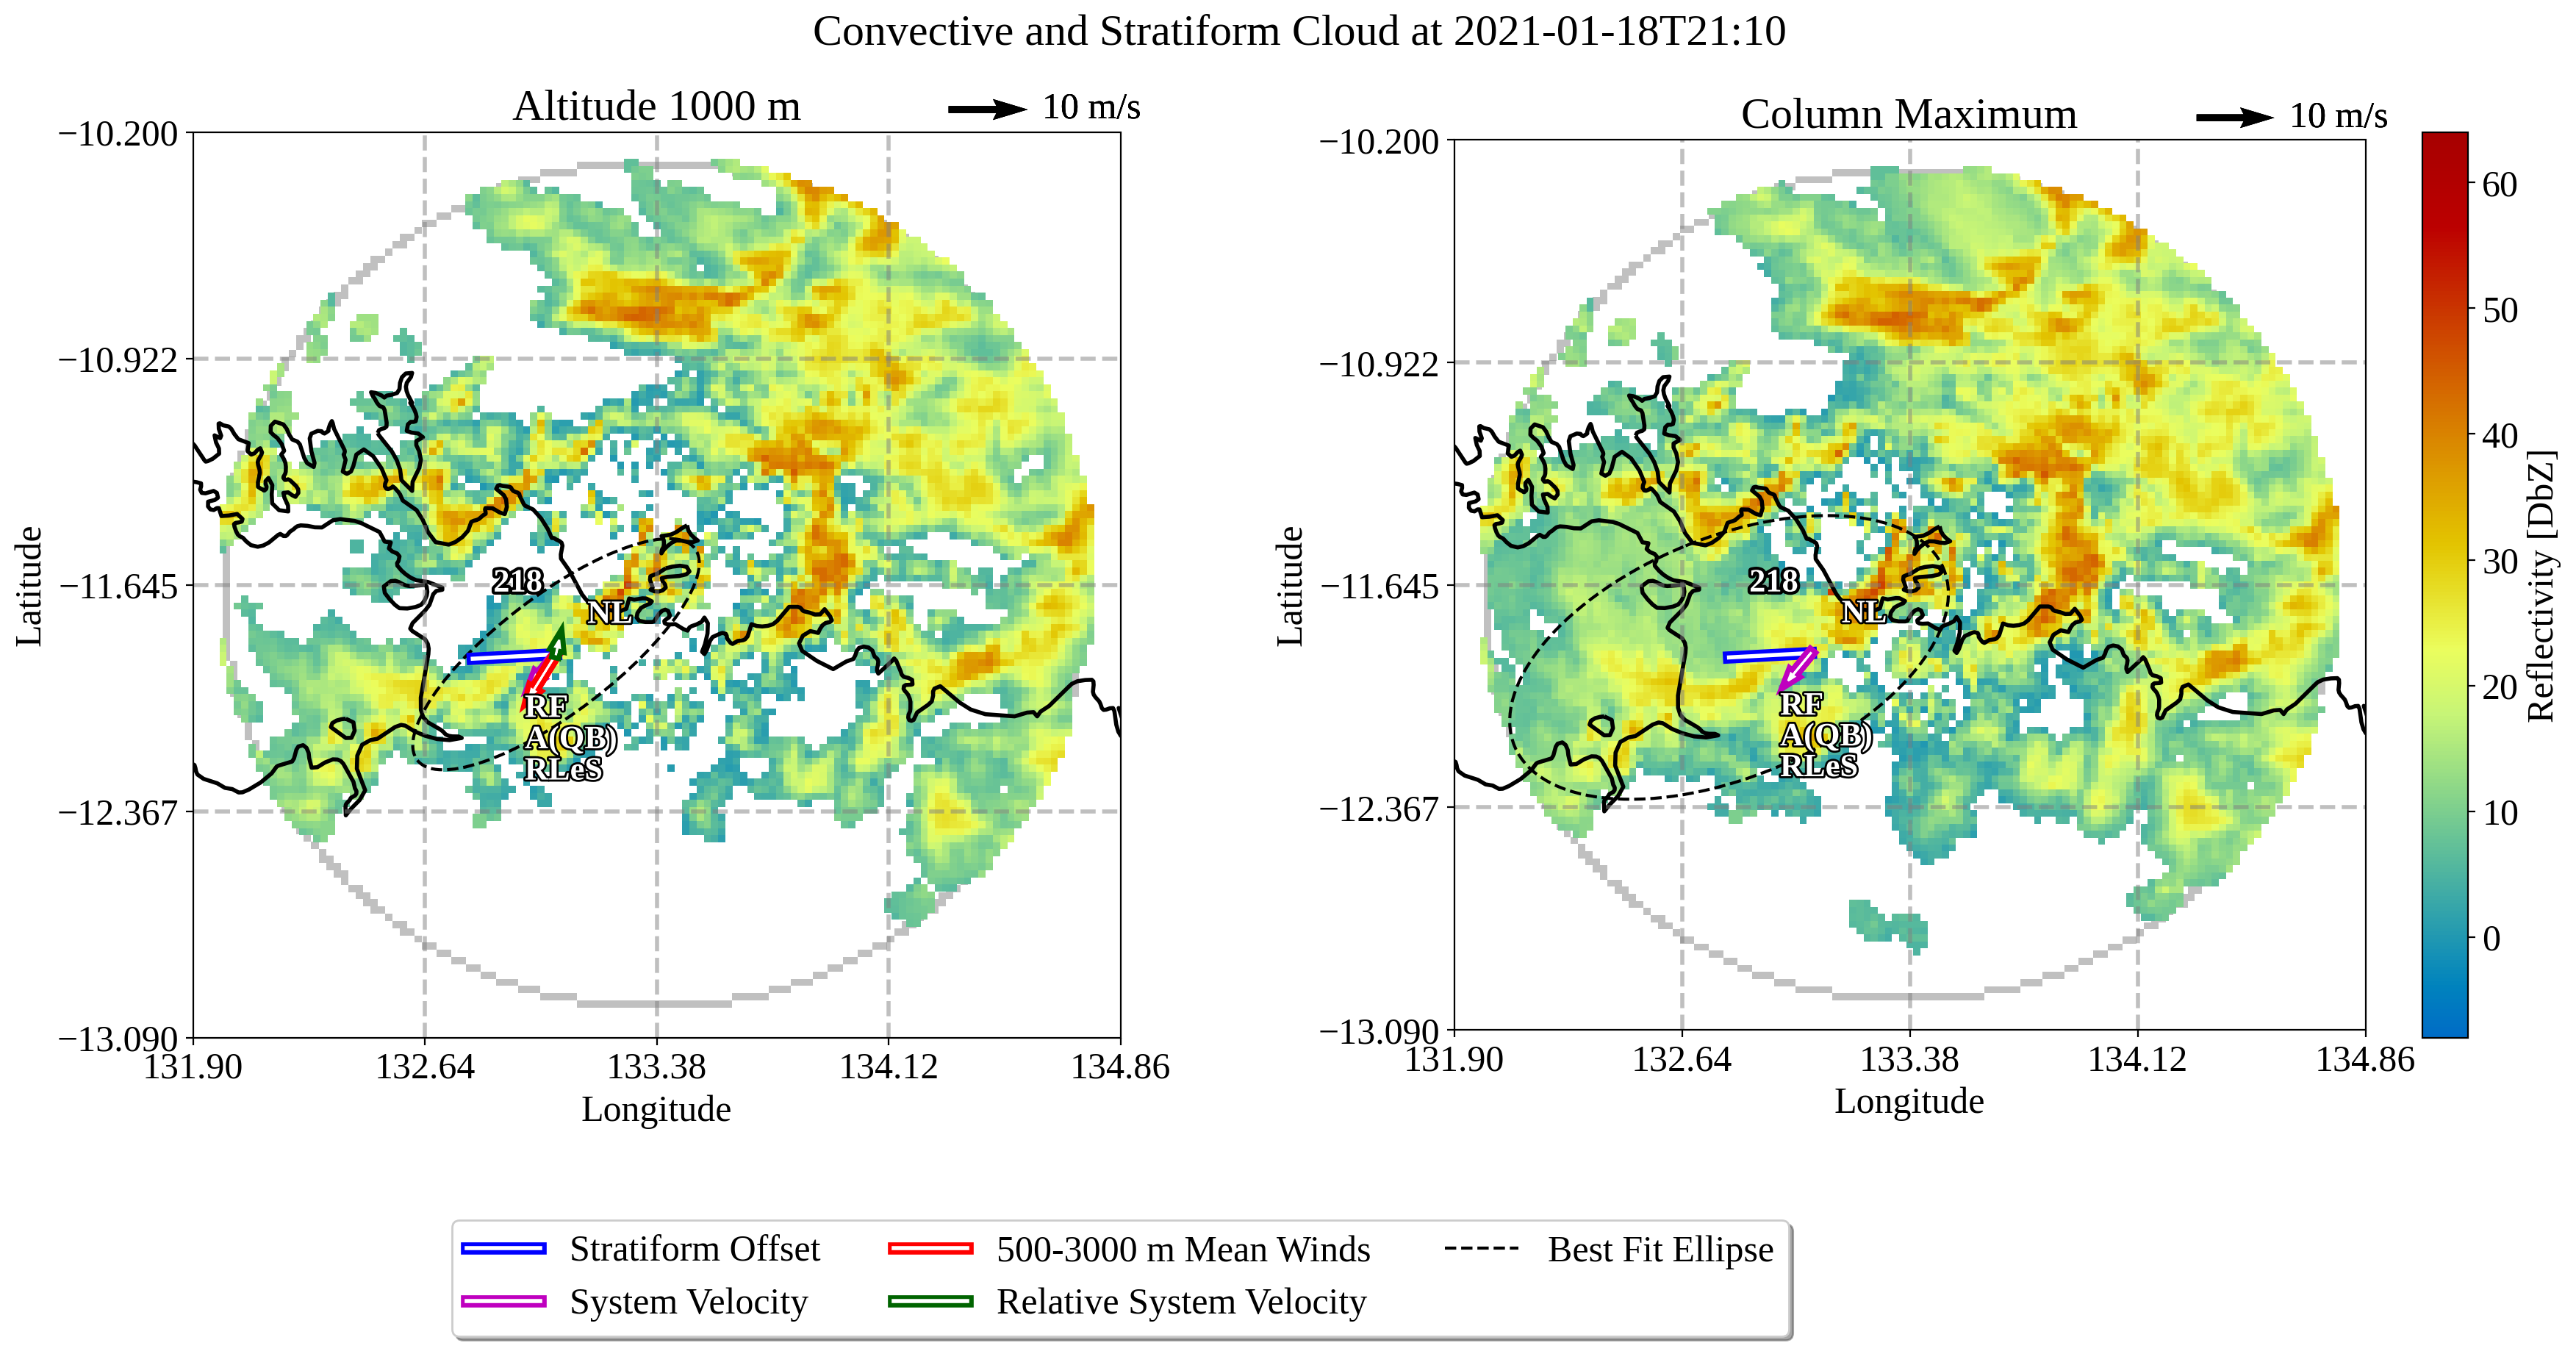 Convective and Stratiform Cloud at 2021-01-18T21:10
Altitude 1000 m
10 m/s
−10.200
−10.922
−11.645
−12.367
−13.090
Latitude
218
NL
RF
A(QB)
RLeS
131.90
132.64
133.38
134.12
134.86
Longitude
Column Maximum
10 m/s
−10.200
−10.922
−11.645
−12.367
−13.090
Latitude
218
NL
RF
A(QB)
RLeS
131.90
132.64
133.38
134.12
134.86
Longitude
60
50
40
30
20
10
0
Reflectivity [DbZ]
Stratiform Offset
System Velocity
500-3000 m Mean Winds
Relative System Velocity
Best Fit Ellipse